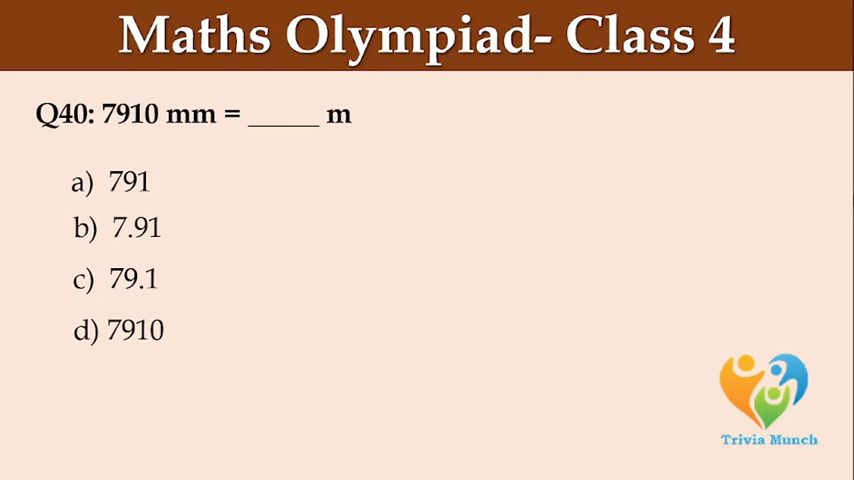 Maths Olympiad- Class 4
Q40: 7910 mm = _____ m
a) 791
b) 7.91
c) 79.1
d) 7910
Trivia Munch